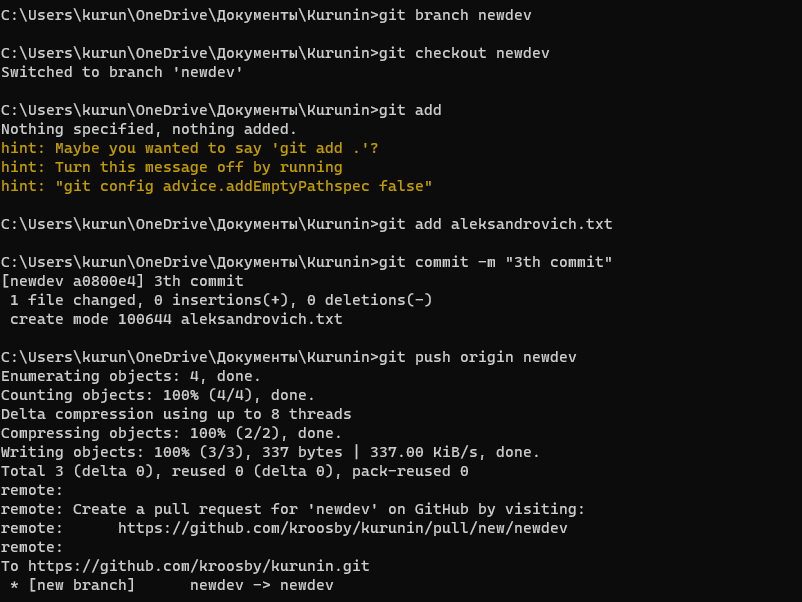 C:\Users\kurun\OneDrive\Документы\Kurunin>git branch newdev
C:\Users\kurun\OneDrive\Документы\Kurunin>git checkout newdev
Switched to branch 'newdev'
C:\Users\kurun\OneDrive\Документы\Kurunin>git add
Nothing specified, nothing added.
hint: Maybe you wanted to say 'git add .'?
hint: Turn this message off by running
hint: "git config advice.addEmptyPathspec false"
C:\Users\kurun\OneDrive\Документы\Kurunin>git add aleksandrovich.txt
C:\Users\kurun\OneDrive\Документы\Kurunin>git commit -m "3th commit"
[newdev a0800e4] 3th commit
 1 file changed, 0 insertions(+), 0 deletions(-)
 create mode 100644 aleksandrovich.txt
C:\Users\kurun\OneDrive\Документы\Kurunin>git push origin newdev
Enumerating objects: 4, done.
Counting objects: 100% (4/4), done.
Delta compression using up to 8 threads
Compressing objects: 100% (2/2), done.
Writing objects: 100% (3/3), 337 bytes | 337.00 KiB/s, done.
Total 3 (delta 0), reused 0 (delta 0), pack-reused 0
remote:
remote: Create a pull request for 'newdev' on GitHub by visiting:
remote:      https://github.com/kroosby/kurunin/pull/new/newdev
remote:
To https://github.com/kroosby/kurunin.git
 * [new branch]      newdev -> newdev